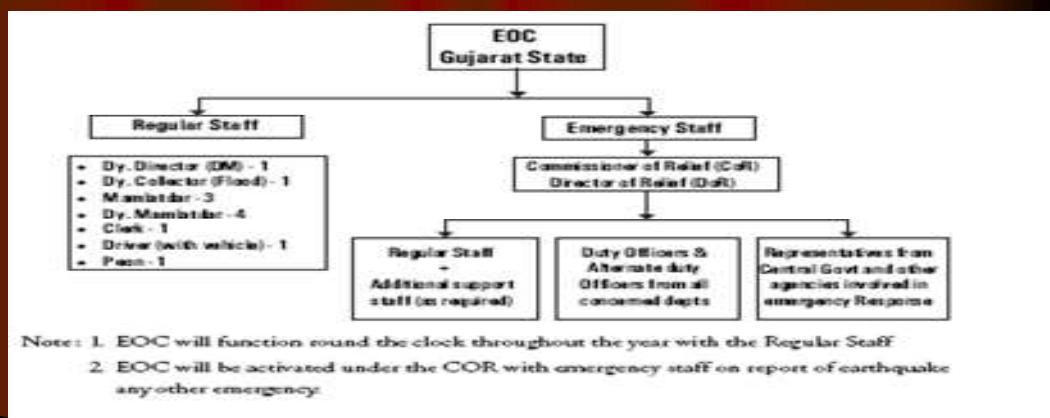 EOC
Gujarat State
Regular Staff
Emergency Staff
• Dy. Director (DM) - 1
• Dy. Collector (Flood) - 1
• Mamlatdar - 3
• Dy. Mamlatdar - 4
• Clerk - 1
• Driver (with vehicle) - 1
• Peon - 1
Commissioner of Relief (CoR)
Director of Relief (DoR)
Regular Staff
+
Additional support
staff (as required)
Duty Officers &
Alternate duty
Officers from all
concerned depts
Representatives from
Central Govt and other
agencies involved in
emergency Response
Note: 1. EOC will function round the clock throughout the year with the Regular Staff
2. EOC will be activated under the COR with emergency staff on report of earthquake
any other emergency.